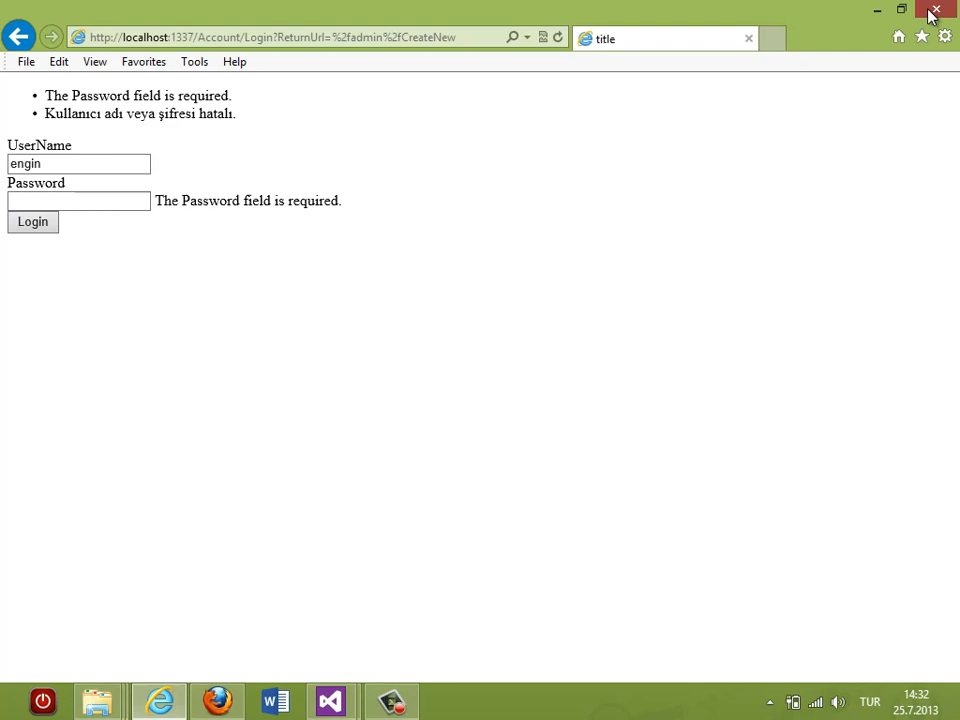 http://localhost:1337/Account/Login?ReturnUrl=%2fadmin%2fCreateNew
title
File Edit View Favorites Tools Help
• The Password field is required.
• Kullanıcı adı veya şifresi hatalı.
UserName
engin
Password
The Password field is required.
Login
TUR
14:32
25.7.2013